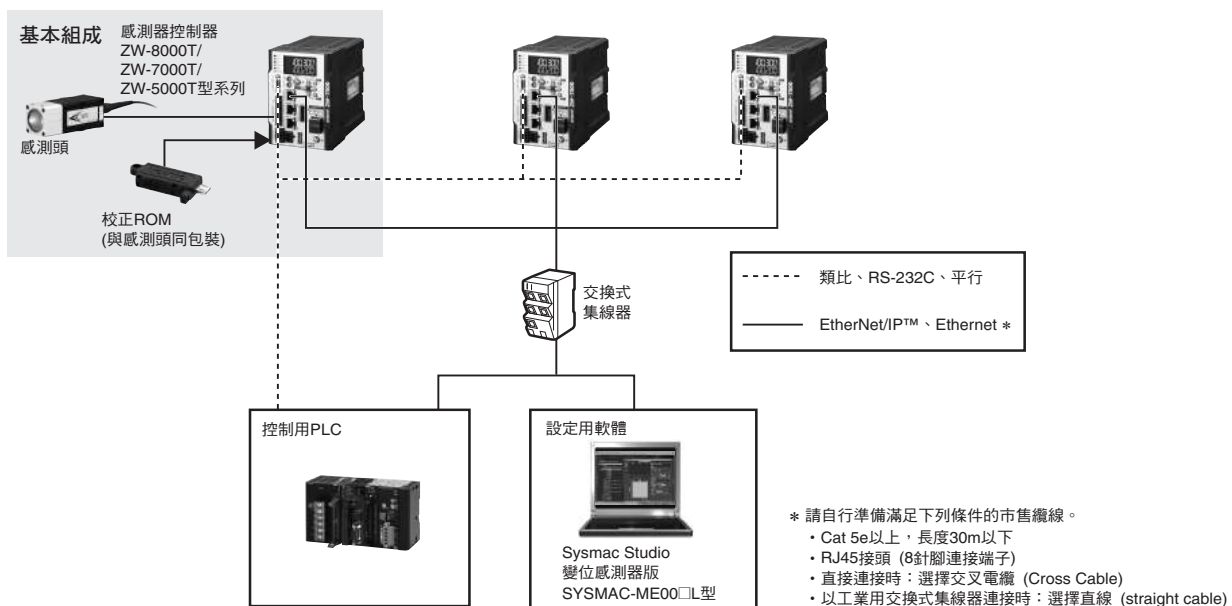 基本組成
感測器控制器
ZW-8000T/
ZW-7000T/
ZW-5000T型系列
感測頭
校正ROM
(與感測頭同包裝)
交換式
集線器
類比、RS-232C、平行
EtherNet/IP™、Ethernet *
控制用PLC
設定用軟體
Sysmac Studio
變位感測器版
SYSMAC-ME00□L型
* 請自行準備滿足下列條件的市售纜線。
・Cat 5e以上，長度30m以下
・RJ45接頭 (8針腳連接端子)
・直接連接時：選擇交叉電纜 (Cross Cable)
・以工業用交換式集線器連接時：選擇直線 (straight cable)